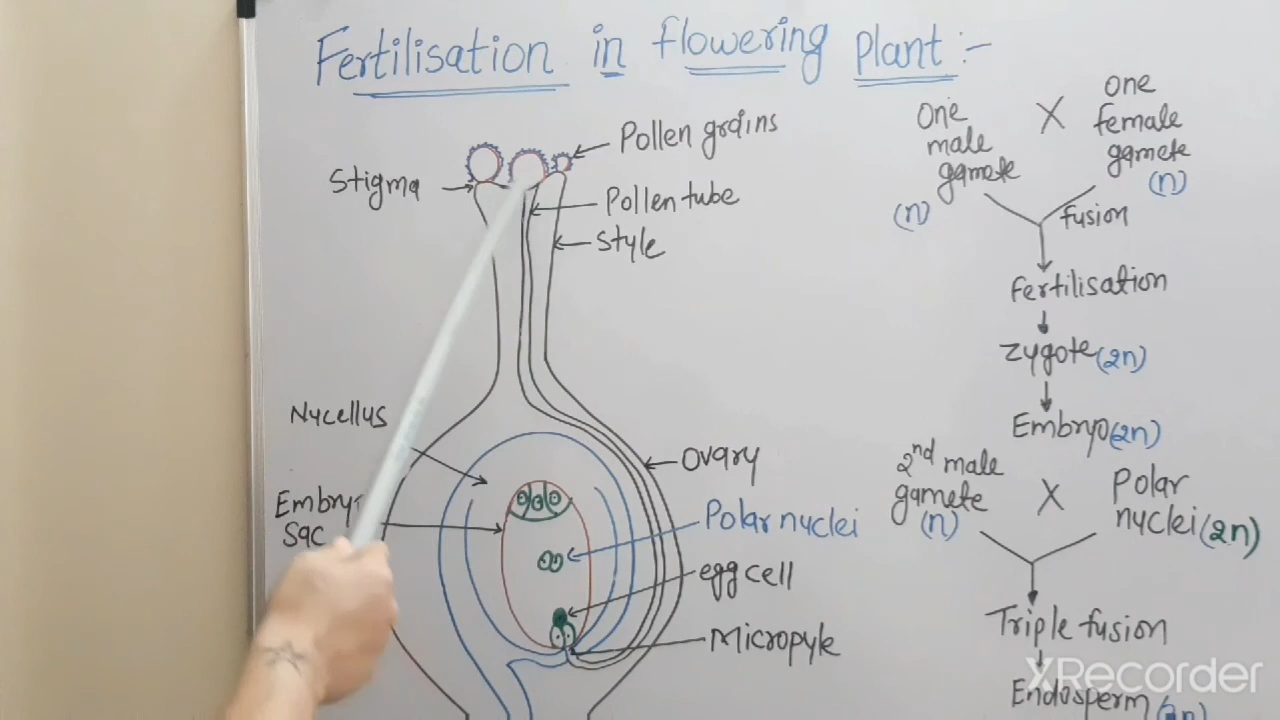 Fertilisation in flowering plant:-
Pollen grains
Stigma
Pollen tube
Style
Nucellus
Embry
Sac
Ovary
Polar nuclei
egg cell
Micropyle
One male gamete (n)
X
One female gamete (n)
fusion
Fertilisation
Zygote (2n)
Embryo (2n)
2nd male gamete (n)
X
Polar nuclei (2n)
Triple fusion
Endosperm
XRecorder